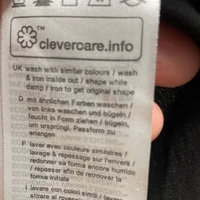 TM
clevercare.info
UK wash with similar colours / wash
& iron inside out / shape while
damp / iron to get original shape
D mit ähnlichen Farben waschen /
von links waschen und bügeln /
feucht in Form ziehen / bügeln,
um ursprüngl. Passform zu
erlangen
F laver avec couleurs similaires /
lavage & repassage sur l'envers /
redonner sa forme encore humide
/ repasser afin de retrouver la
forme initiale
I lavare con colori simili / lavare
stirare al rovescio